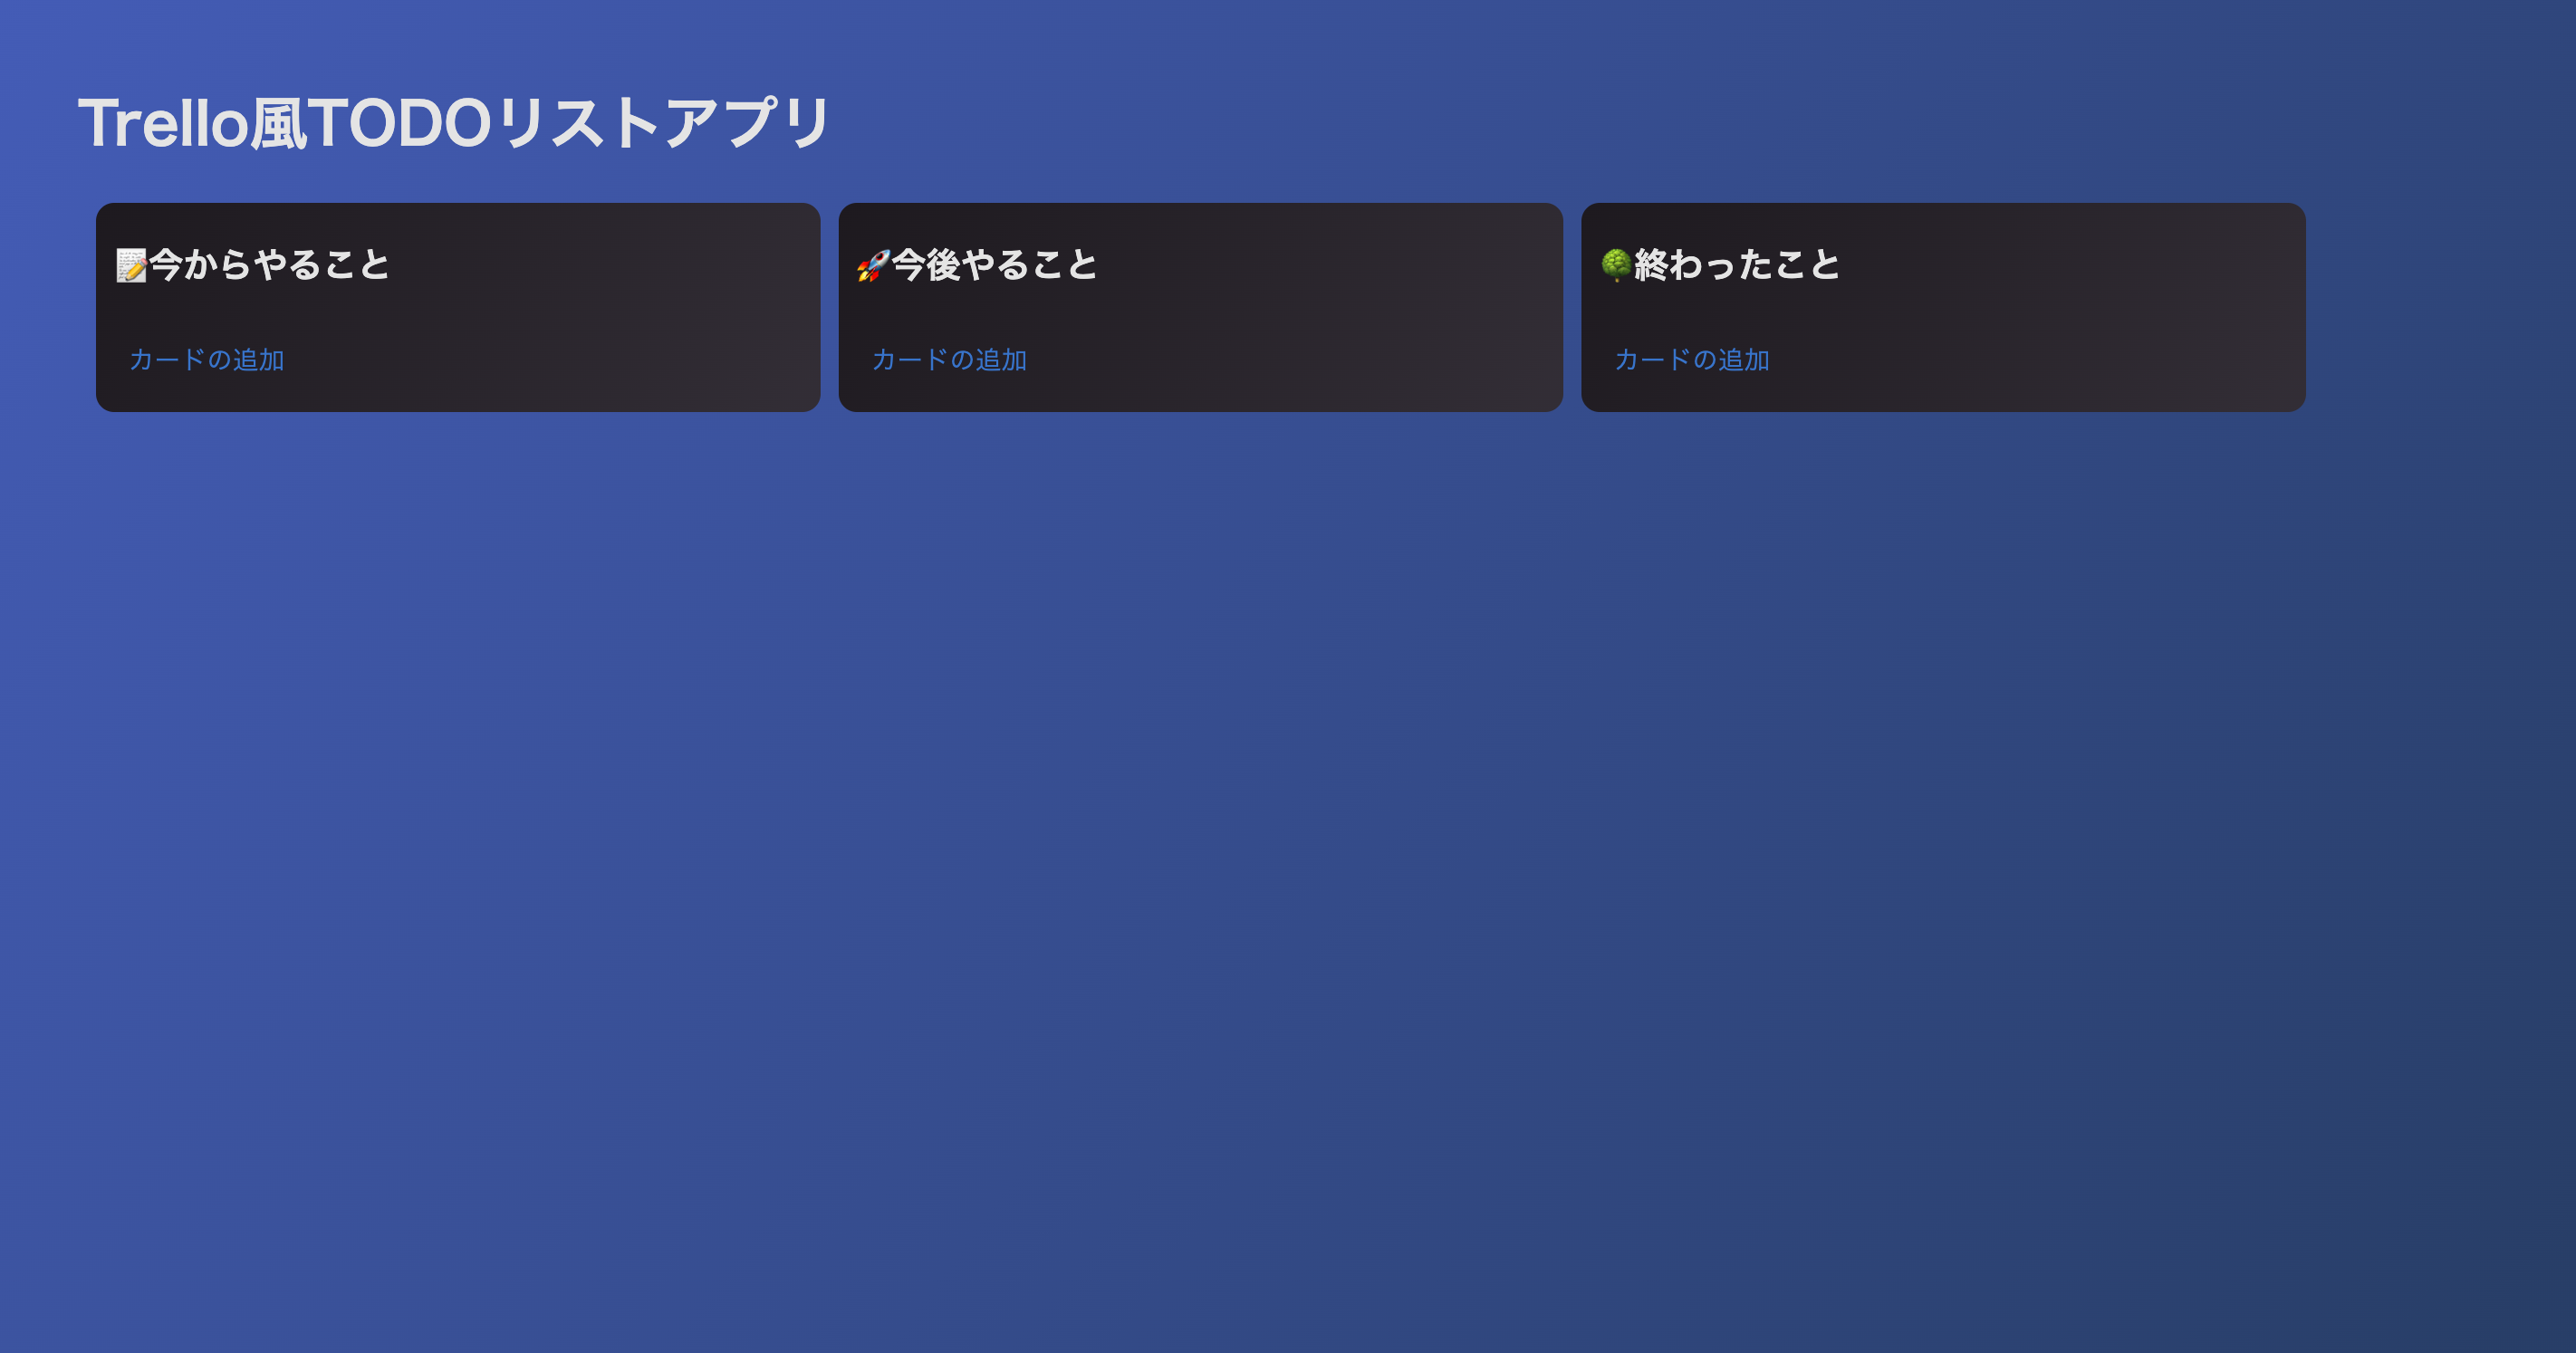 Trello風TODOリストアプリ
📝今からやること
カードの追加
🚀今後やること
カードの追加
🌳終わったこと
カードの追加